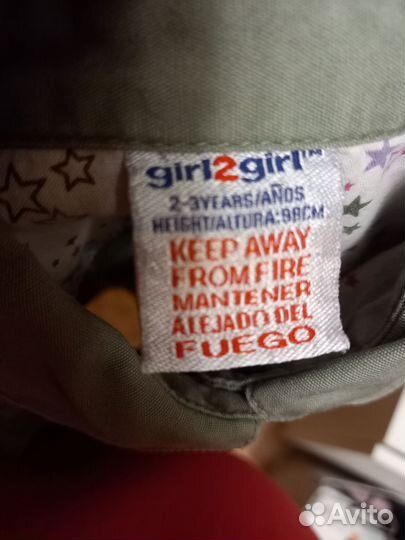 girl2girl™
2-3YEARS/AÑOS
HEIGHT/ALTURA:98CM
KEEP AWAY
FROM FIRE
MANTENER
ALEJADO DEL
FUEGO
Avito